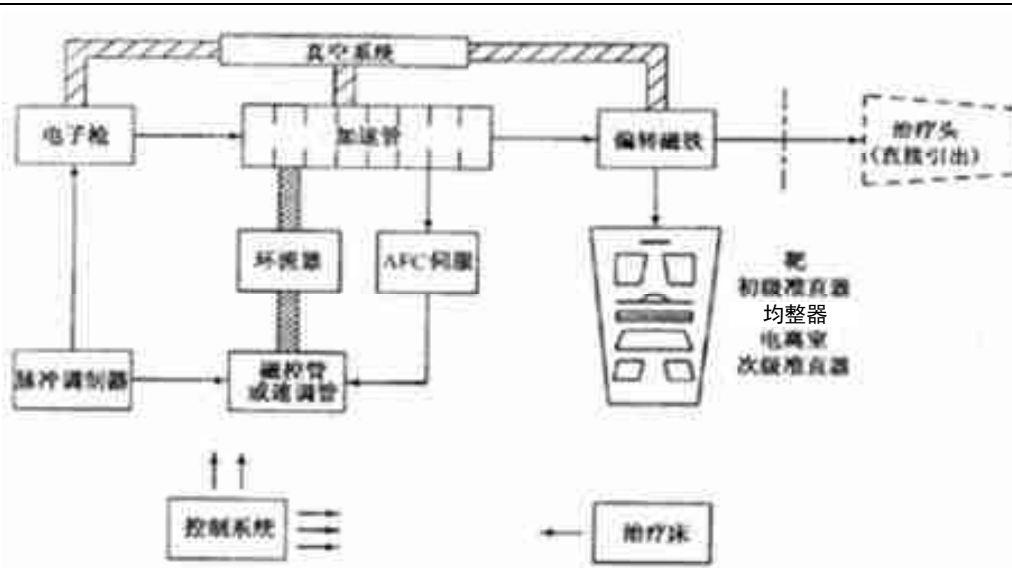 真空系统
电子枪
加速管
偏转磁铁
治疗头
(直接引出)
环流器
AFC伺服
靶
初级准直器
均整器
电离室
次级准直器
脉冲调制器
磁控管
或速调管
控制系统
治疗床